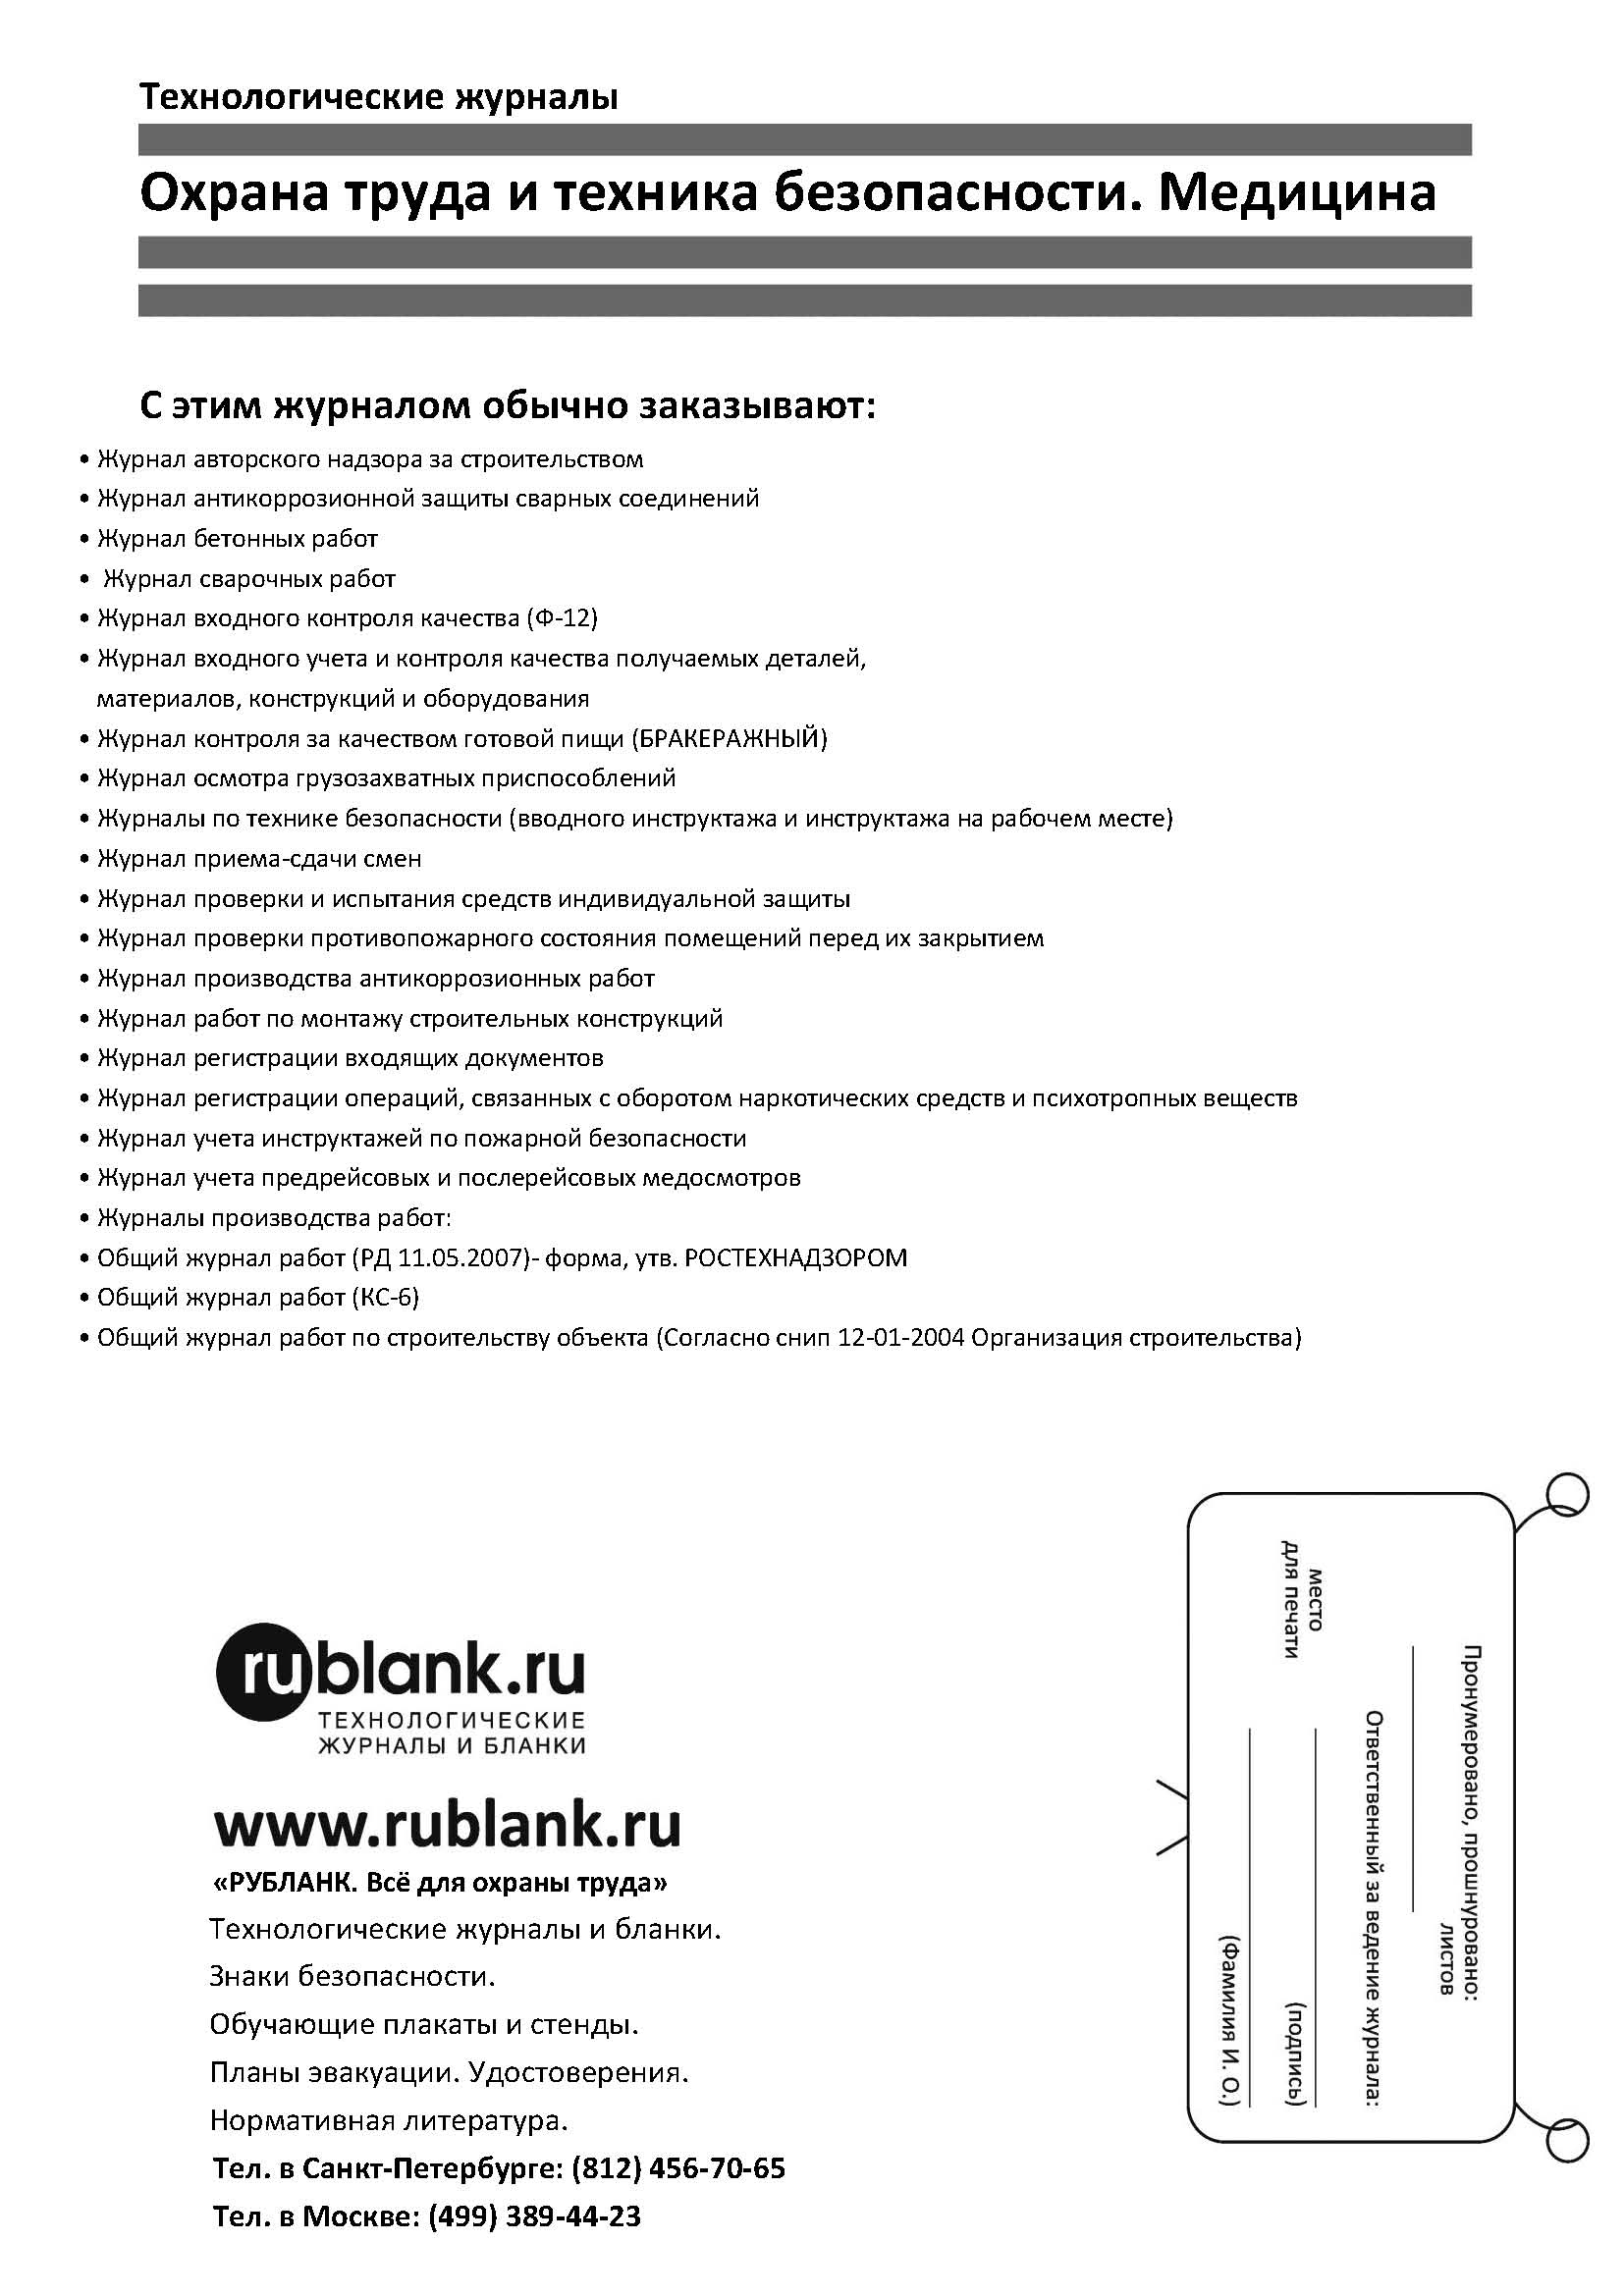 Технологические журналы
Охрана труда и техника безопасности. Медицина
С этим журналом обычно заказывают:
• Журнал авторского надзора за строительством
• Журнал антикоррозионной защиты сварных соединений
• Журнал бетонных работ
• Журнал сварочных работ
• Журнал входного контроля качества (Ф-12)
• Журнал входного учета и контроля качества получаемых деталей,
материалов, конструкций и оборудования
• Журнал контроля за качеством готовой пищи (БРАКЕРАЖНЫЙ)
• Журнал осмотра грузозахватных приспособлений
• Журналы по технике безопасности (вводного инструктажа и инструктажа на рабочем месте)
• Журнал приема-сдачи смен
• Журнал проверки и испытания средств индивидуальной защиты
• Журнал проверки противопожарного состояния помещений перед их закрытием
• Журнал производства антикоррозионных работ
• Журнал работ по монтажу строительных конструкций
• Журнал регистрации входящих документов
• Журнал регистрации операций, связанных с оборотом наркотических средств и психотропных веществ
• Журнал учета инструктажей по пожарной безопасности
• Журнал учета предрейсовых и послерейсовых медосмотров
• Журналы производства работ:
• Общий журнал работ (РД 11.05.2007)- форма, утв. РОСТЕХНАДЗОРОМ
• Общий журнал работ (КС-6)
• Общий журнал работ по строительству объекта (Согласно снип 12-01-2004 Организация строительства)
rublank.ru
ТЕХНОЛОГИЧЕСКИЕ
ЖУРНАЛЫ И БЛАНКИ
www.rublank.ru
«РУБЛАНК. Всё для охраны труда»
Технологические журналы и бланки.
Знаки безопасности.
Обучающие плакаты и стенды.
Планы эвакуации. Удостоверения.
Нормативная литература.
Тел. в Санкт-Петербурге: (812) 456-70-65
Тел. в Москве: (499) 389-44-23
Пронумеровано, прошнуровано:
листов
Ответственный за ведение журнала:
место
для печати
(подпись)
(Фамилия И. О.)